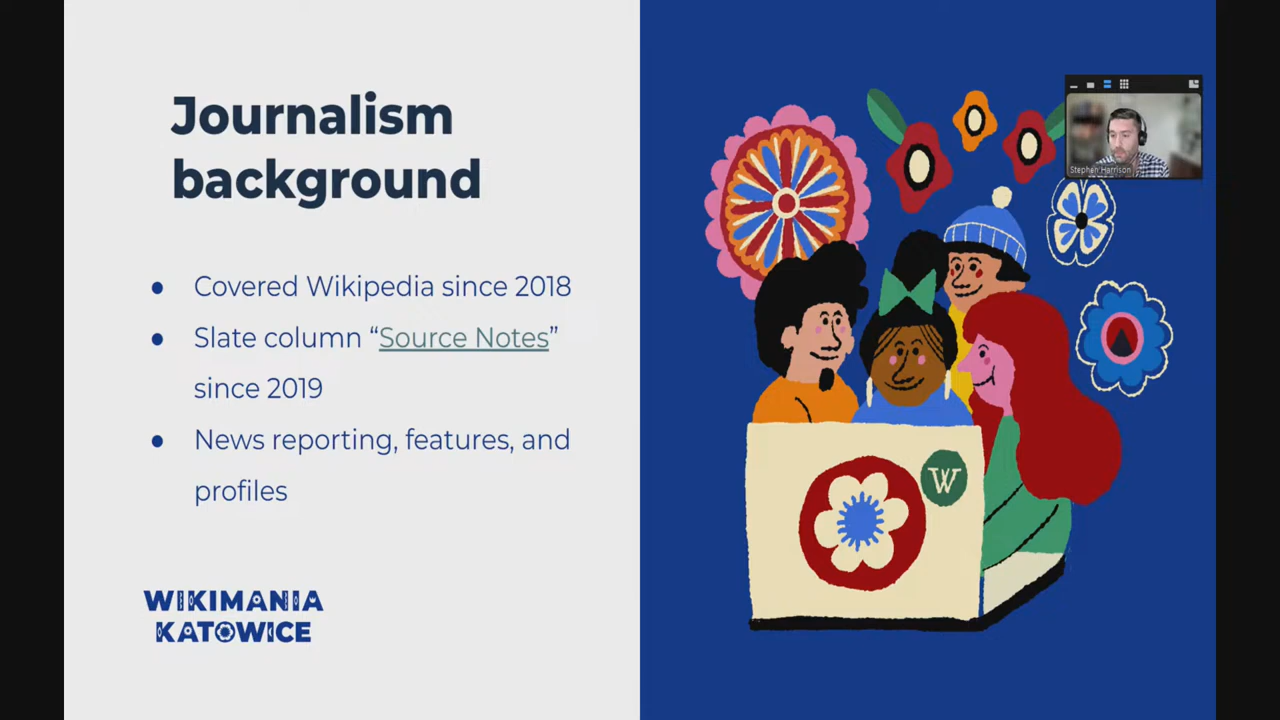 Journalism
background
● Covered Wikipedia since 2018
● Slate column “Source Notes”
since 2019
● News reporting, features, and
profiles
WIKIMANIA
KATOWICE
Stephen Harrison
W